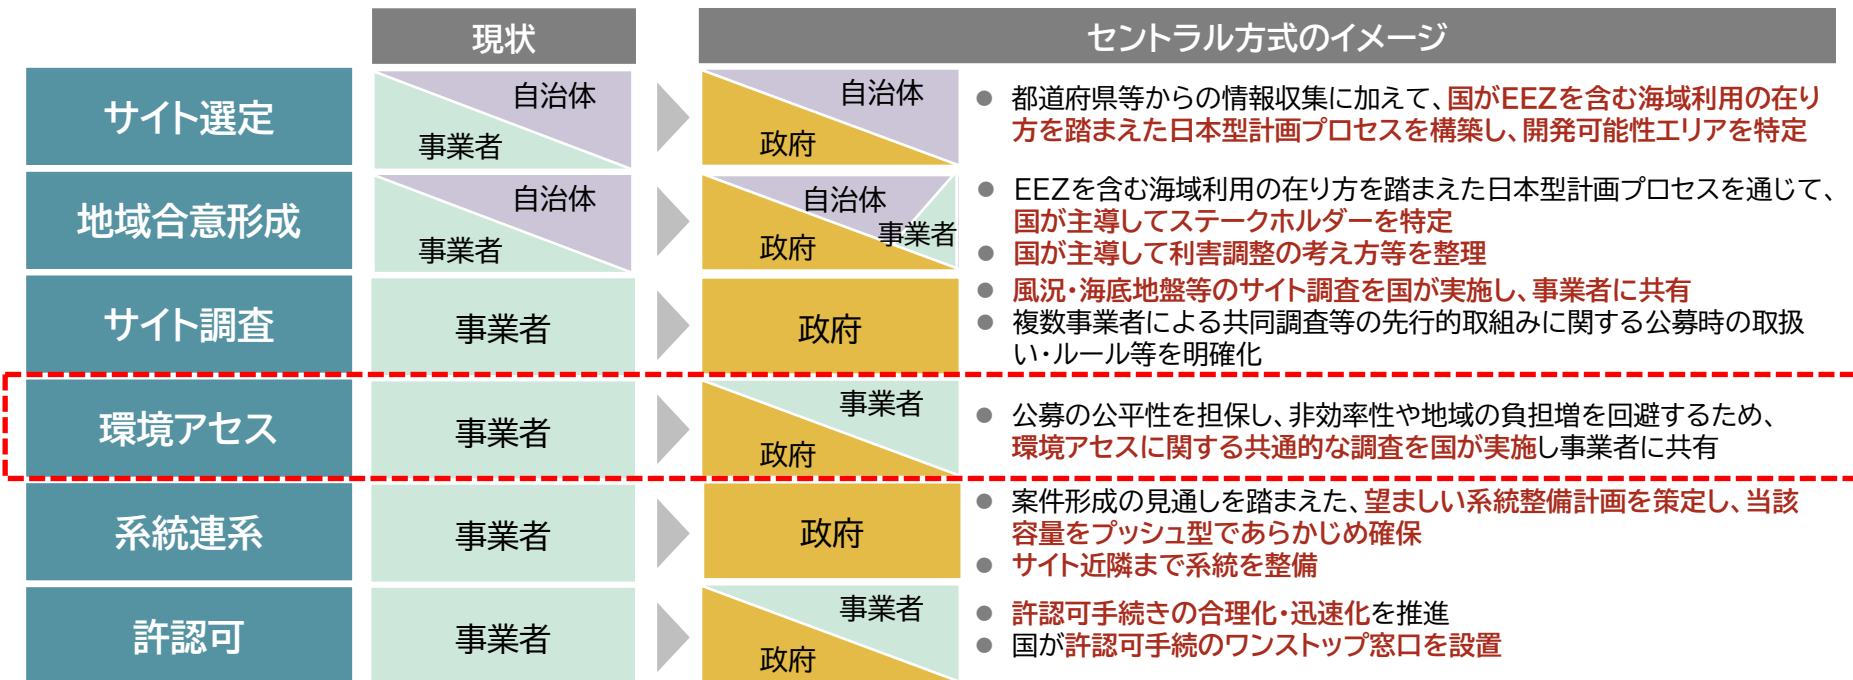 現状
セントラル方式のイメージ
サイト選定
自治体
事業者
自治体
政府
● 都道府県等からの情報収集に加えて、国がEEZを含む海域利用の在り
方を踏まえた日本型計画プロセスを構築し、開発可能性エリアを特定
地域合意形成
自治体
事業者
自治体
事業者
政府
● EEZを含む海域利用の在り方を踏まえた日本型計画プロセスを通じて、
国が主導してステークホルダーを特定
● 国が主導して利害調整の考え方等を整理
サイト調査
事業者
政府
● 風況・海底地盤等のサイト調査を国が実施し、事業者に共有
● 複数事業者による共同調査等の先行的取組みに関する公募時の取扱
い・ルール等を明確化
環境アセス
事業者
事業者
政府
● 公募の公平性を担保し、非効率性や地域の負担増を回避するため、
環境アセスに関する共通的な調査を国が実施し事業者に共有
系統連系
事業者
政府
● 案件形成の見通しを踏まえた、望ましい系統整備計画を策定し、当該
容量をプッシュ型であらかじめ確保
● サイト近隣まで系統を整備
許認可
事業者
事業者
政府
● 許認可手続きの合理化・迅速化を推進
● 国が許認可手続のワンストップ窓口を設置